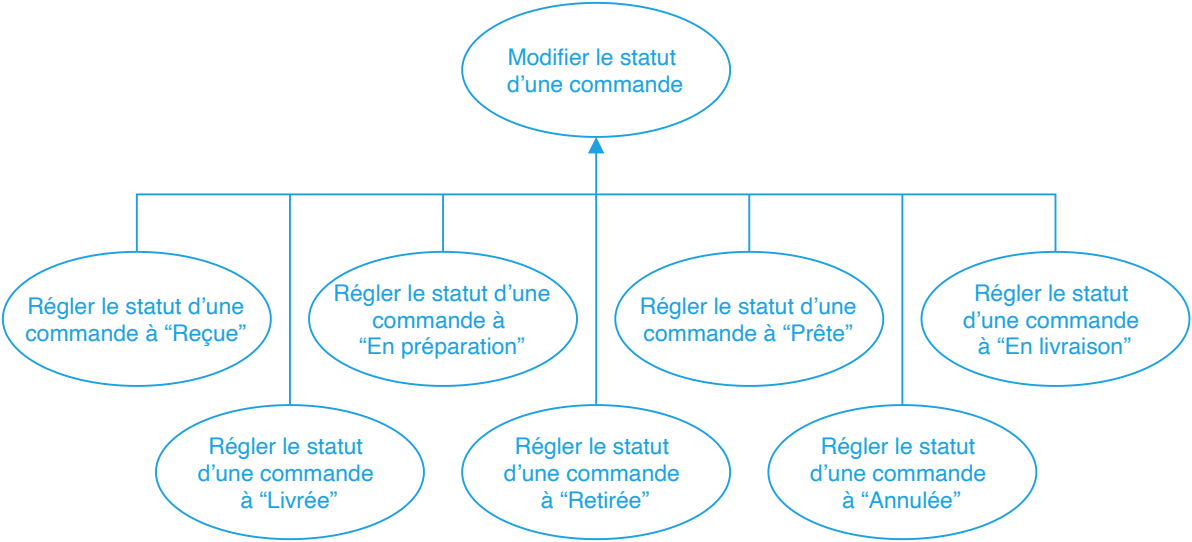 Modifier le statut
d’une commande
Régler le statut d’une
commande à “Reçue”
Régler le statut d’une
commande à
“En préparation”
Régler le statut d’une
commande à “Prête”
Régler le statut
d’une commande
à “En livraison”
Régler le statut
d’une commande
à “Livrée”
Régler le statut
d’une commande
à “Retirée”
Régler le statut
d’une commande
à “Annulée”